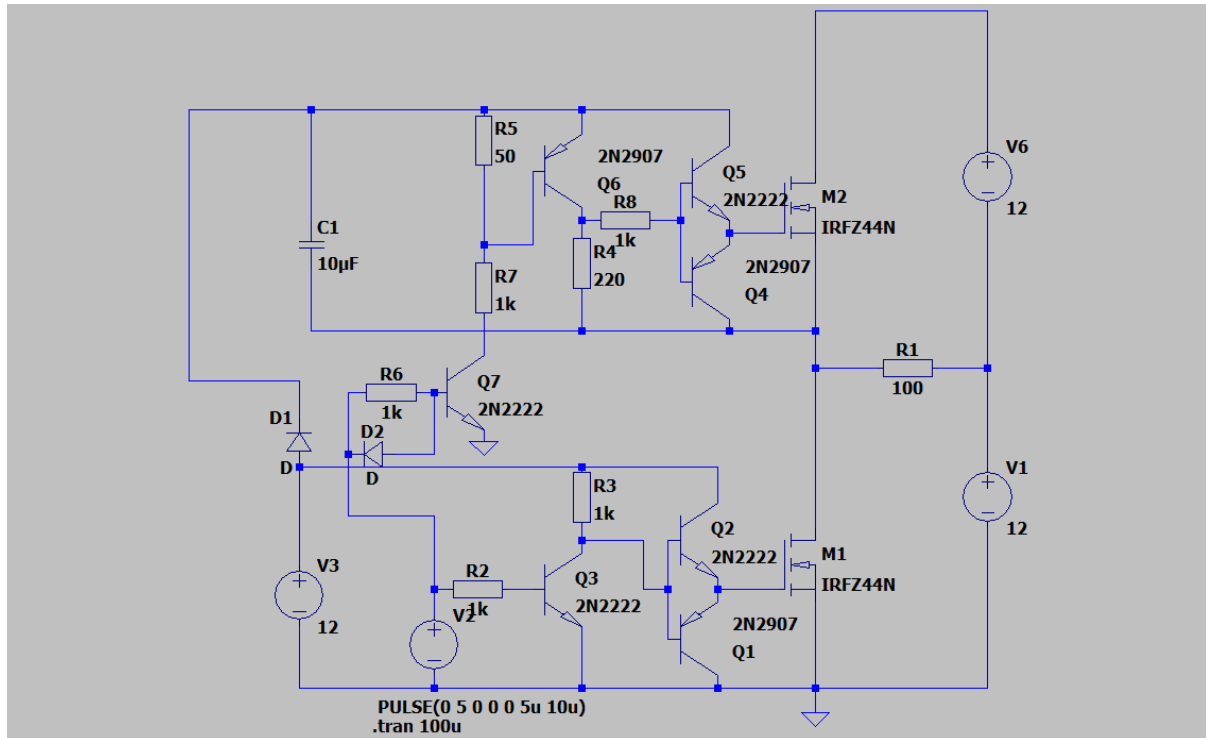 R5
50
2N2907
Q6
Q5
2N2222
V6
12
R8
1k
M2
IRFZ44N
C1
10µF
R4
220
R7
1k
2N2907
Q4
R1
100
R6
1k
Q7
2N2222
D1
D
D2
D
R3
1k
V1
12
Q2
2N2222
M1
IRFZ44N
V3
12
R2
1k
Q3
2N2222
V2
2N2907
Q1
PULSE(0 5 0 0 0 5u 10u)
.tran 100u